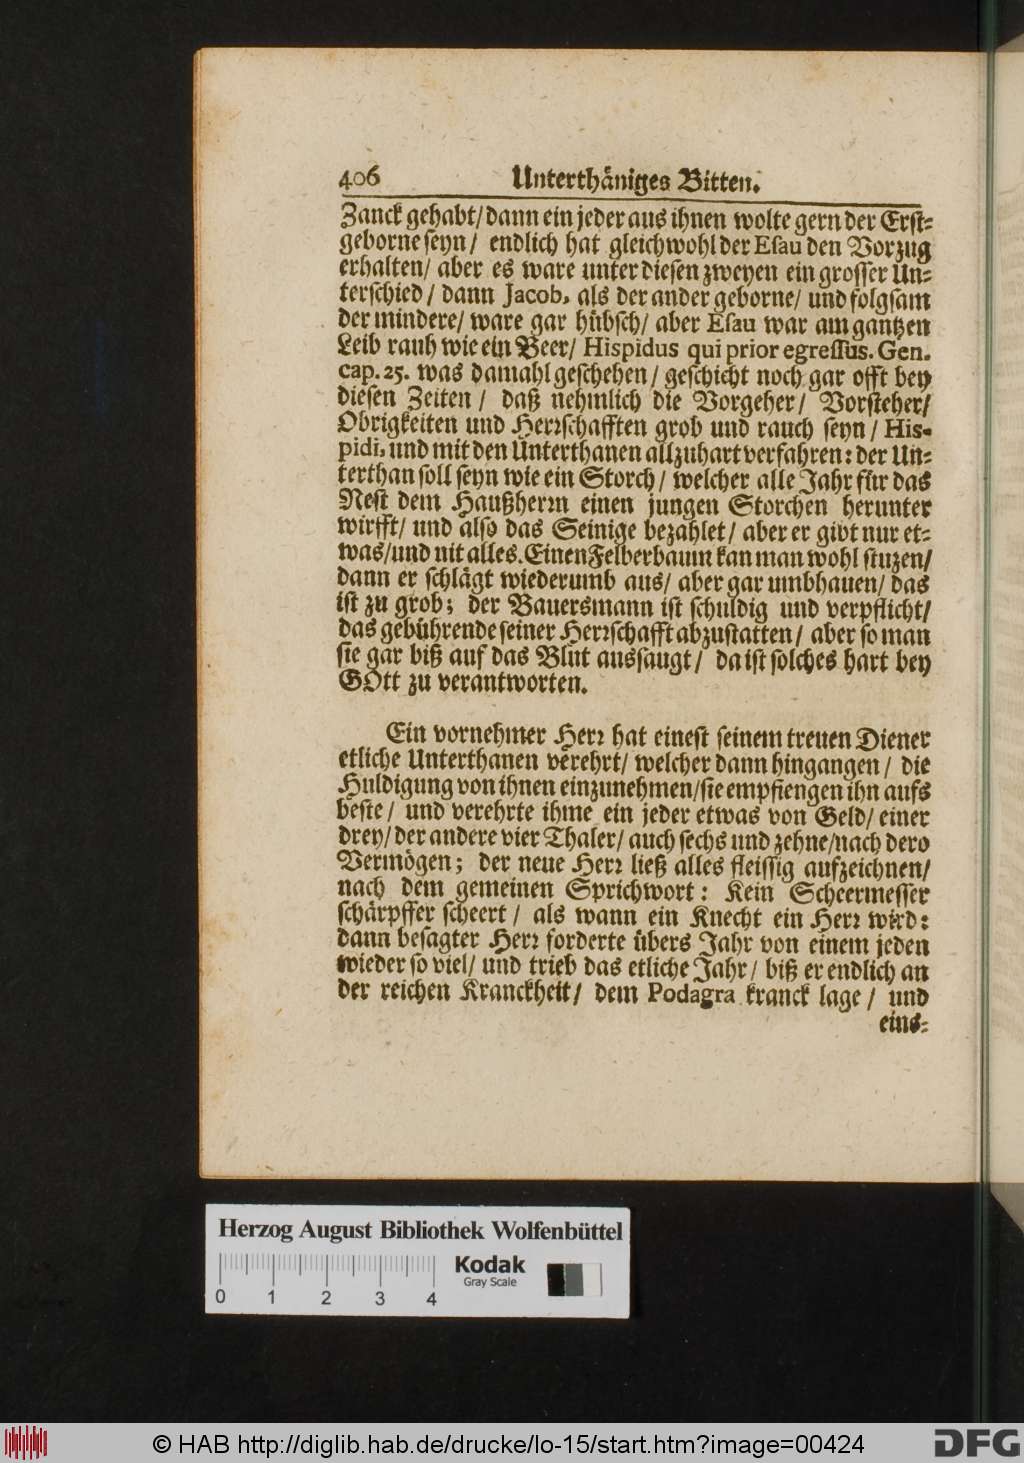 406 Unterthäniges Bitten.
Zanck gehabt/ dann ein jeder aus ihnen wolte gern der Erst-
geborne seyn/ endlich hat gleichwohl der Esau den Vorzug
erhalten/ aber es ware unter diesen zweyen ein grosser Un-
terschied/ dann Jacob, als der ander geborne/ und folgsam
der mindere/ ware gar hübsch/ aber Esau war am gantzen
Leib rauh wie ein Beer/ Hispidus qui prior egressus. Gen.
cap. 25. was damahl geschehen/ geschicht noch gar offt bey
diesen Zeiten/ daß nehmlich die Vorgeher/ Vorsteher/
Obrigkeiten und Herrschafften grob und rauch seyn/ His-
pidi, und mit den Unterthanen allzuhart verfahren: der Un-
terthan soll seyn wie ein Storch/ welcher alle Jahr für das
Nest dem Haußherrn einen jungen Storchen herunter
wirfft/ und also das Seinige bezahlet/ aber er gibt nur et-
was/ und nit alles. Einen Felberbaum kan man wohl stuzen/
dann er schlägt wiederumb aus/ aber gar umbhauen/ das
ist zu grob; der Bauersmann ist schuldig und verpflicht/
das gebührende seiner Herrschafft abzustatten/ aber so man
sie gar biß auf das Blut aussaugt/ da ist solches hart bey
GOtt zu verantworten.
Ein vornehmer Herr hat einest seinem treuen Diener
etliche Unterthanen verehrt/ welcher dann hingangen/ die
Huldigung von ihnen einzunehmen/ sie empfiengen ihn aufs
beste/ und verehrte ihme ein jeder etwas von Geld/ einer
drey/ der andere vier Thaler/ auch sechs und zehne/ nach dero
Vermögen; der neue Herr ließ alles fleissig aufzeichnen/
nach dem gemeinen Sprichwort: Kein Scheermesser
schärpffer scheert/ als wann ein Knecht ein Herr wird:
dann besagter Herr forderte übers Jahr von einem jeden
wieder so viel/ und trieb das etliche Jahr/ biß er endlich an
der reichen Kranckheit/ dem Podagra kranck lage/ und
eins-
Herzog August Bibliothek Wolfenbüttel
Kodak
Gray Scale
0 1 2 3 4
© HAB http://diglib.hab.de/drucke/lo-15/start.htm?image=00424
DFG